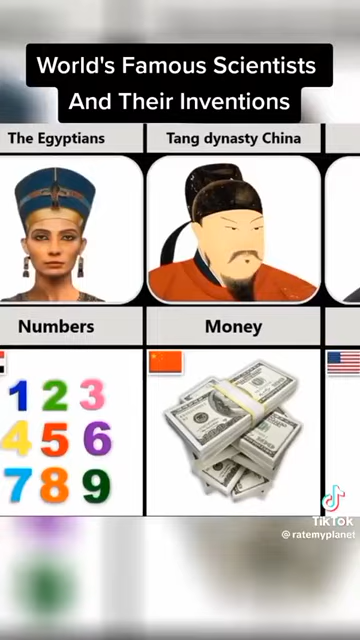 World's Famous Scientists
And Their Inventions
The Egyptians
Tang dynasty China
Numbers
Money
1 2 3
4 5 6
7 8 9
TikTok
@ratemyplanet